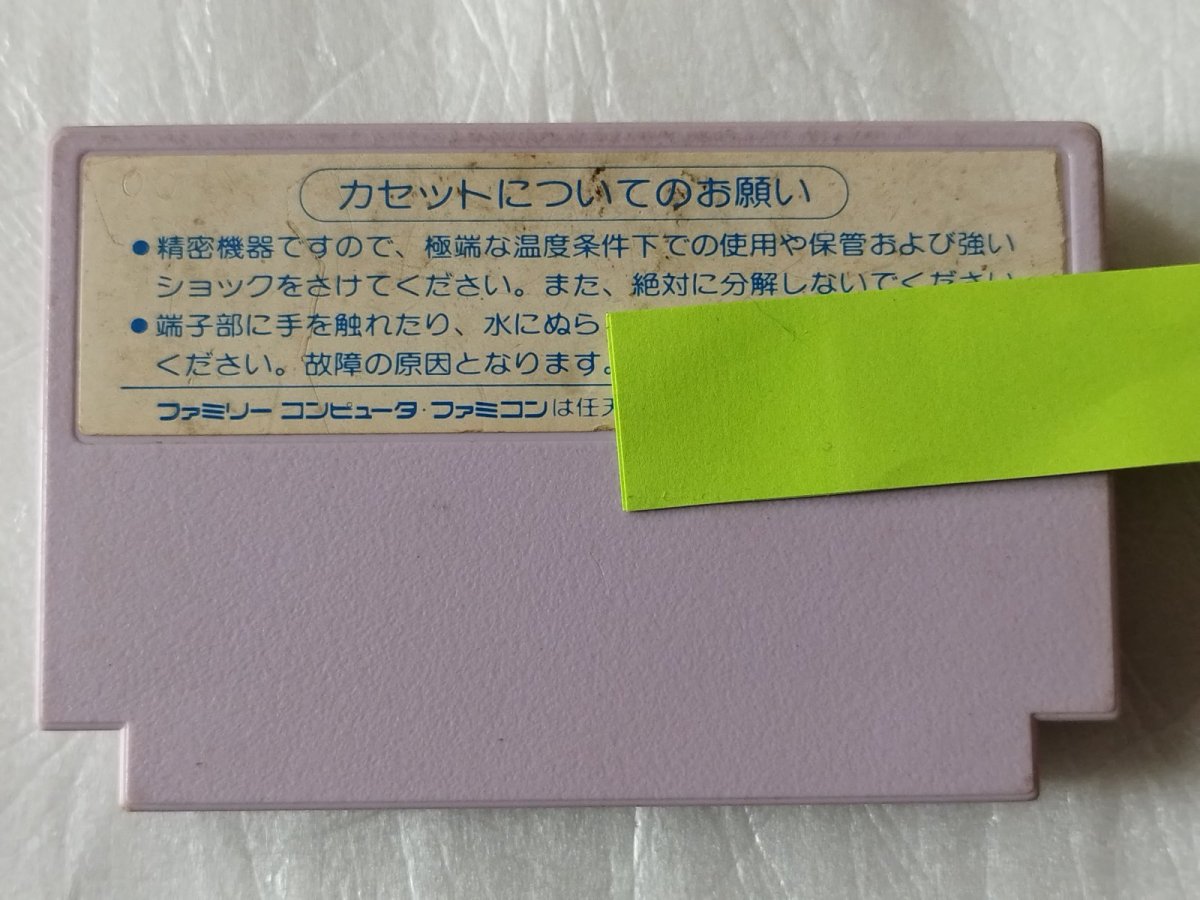 カセットについてのお願い
●精密機器ですので、極端な温度条件下での使用や保管および強い
ショックをさけてください。また、絶対に分解しないでください
●端子部に手を触れたり、水にぬら
ください。故障の原因となります。
ファミリーコンピュータ・ファミコンは任天